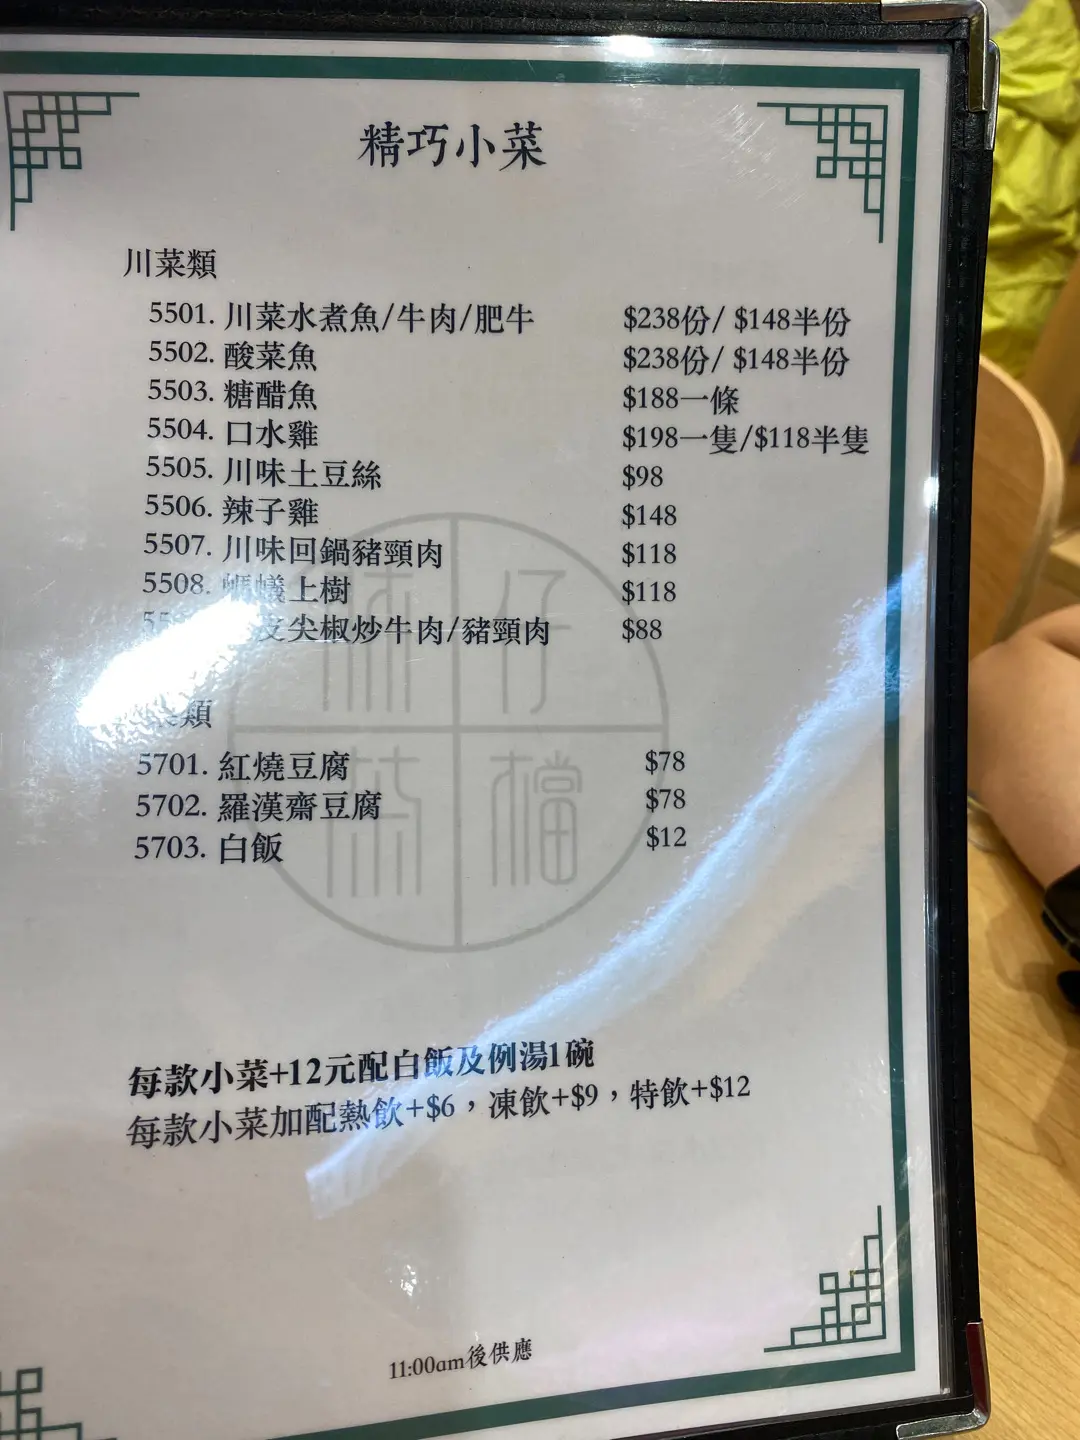 精巧小菜
川菜類
5501. 川菜水煮魚/牛肉/肥牛 $238份/ $148半份
5502. 酸菜魚 $238份/ $148半份
5503. 糖醋魚 $188一條
5504. 口水雞 $198一隻/$118半隻
5505. 川味土豆絲 $98
5506. 辣子雞 $148
5507. 川味回鍋豬頸肉 $118
5508. 螞蟻上樹 $118
尖椒炒牛肉/豬頸肉 $88
類
5701. 紅燒豆腐 $78
5702. 羅漢齋豆腐 $78
5703. 白飯 $12
仔
檔
每款小菜+12元配白飯及例湯1碗
每款小菜加配熱飲+$6，凍飲+$9，特飲+$12
11:00am後供應